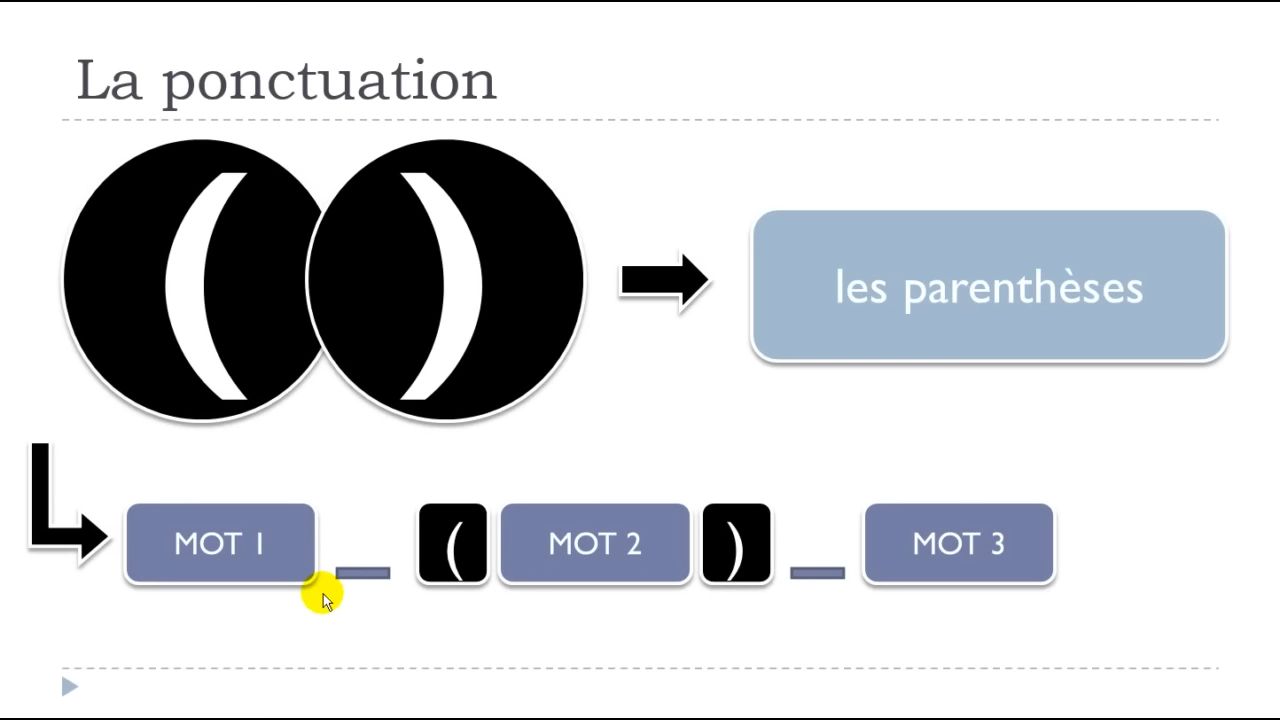 La ponctuation
( )
les parenthèses
MOT 1 _ ( MOT 2 ) _ MOT 3